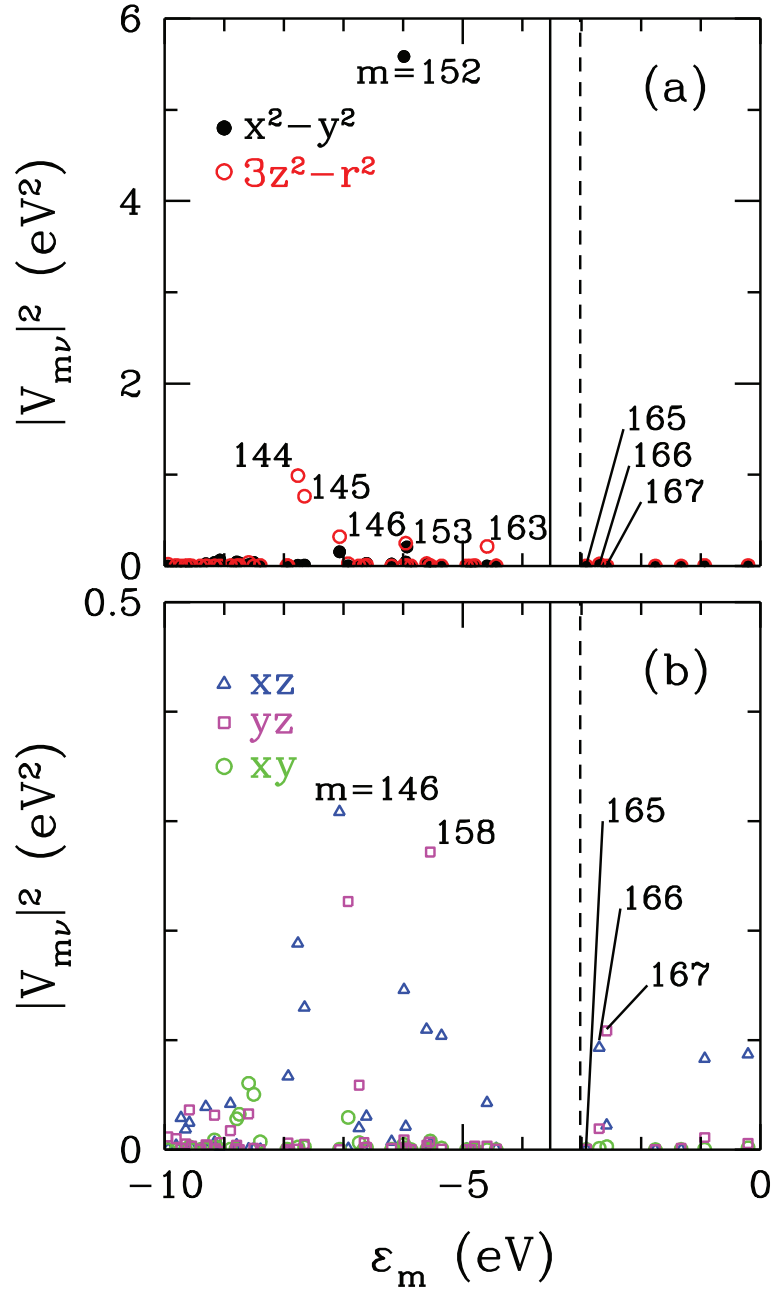 6
m=152
(a)
x²−y²
3z²−r²
|V_mν|² (eV²)
4
2
165
144
166
145
167
146
153
163
0
0.5
(b)
xz
yz
xy
m=146
165
158
|V_mν|² (eV²)
166
167
0
−10
−5
0
ε_m (eV)